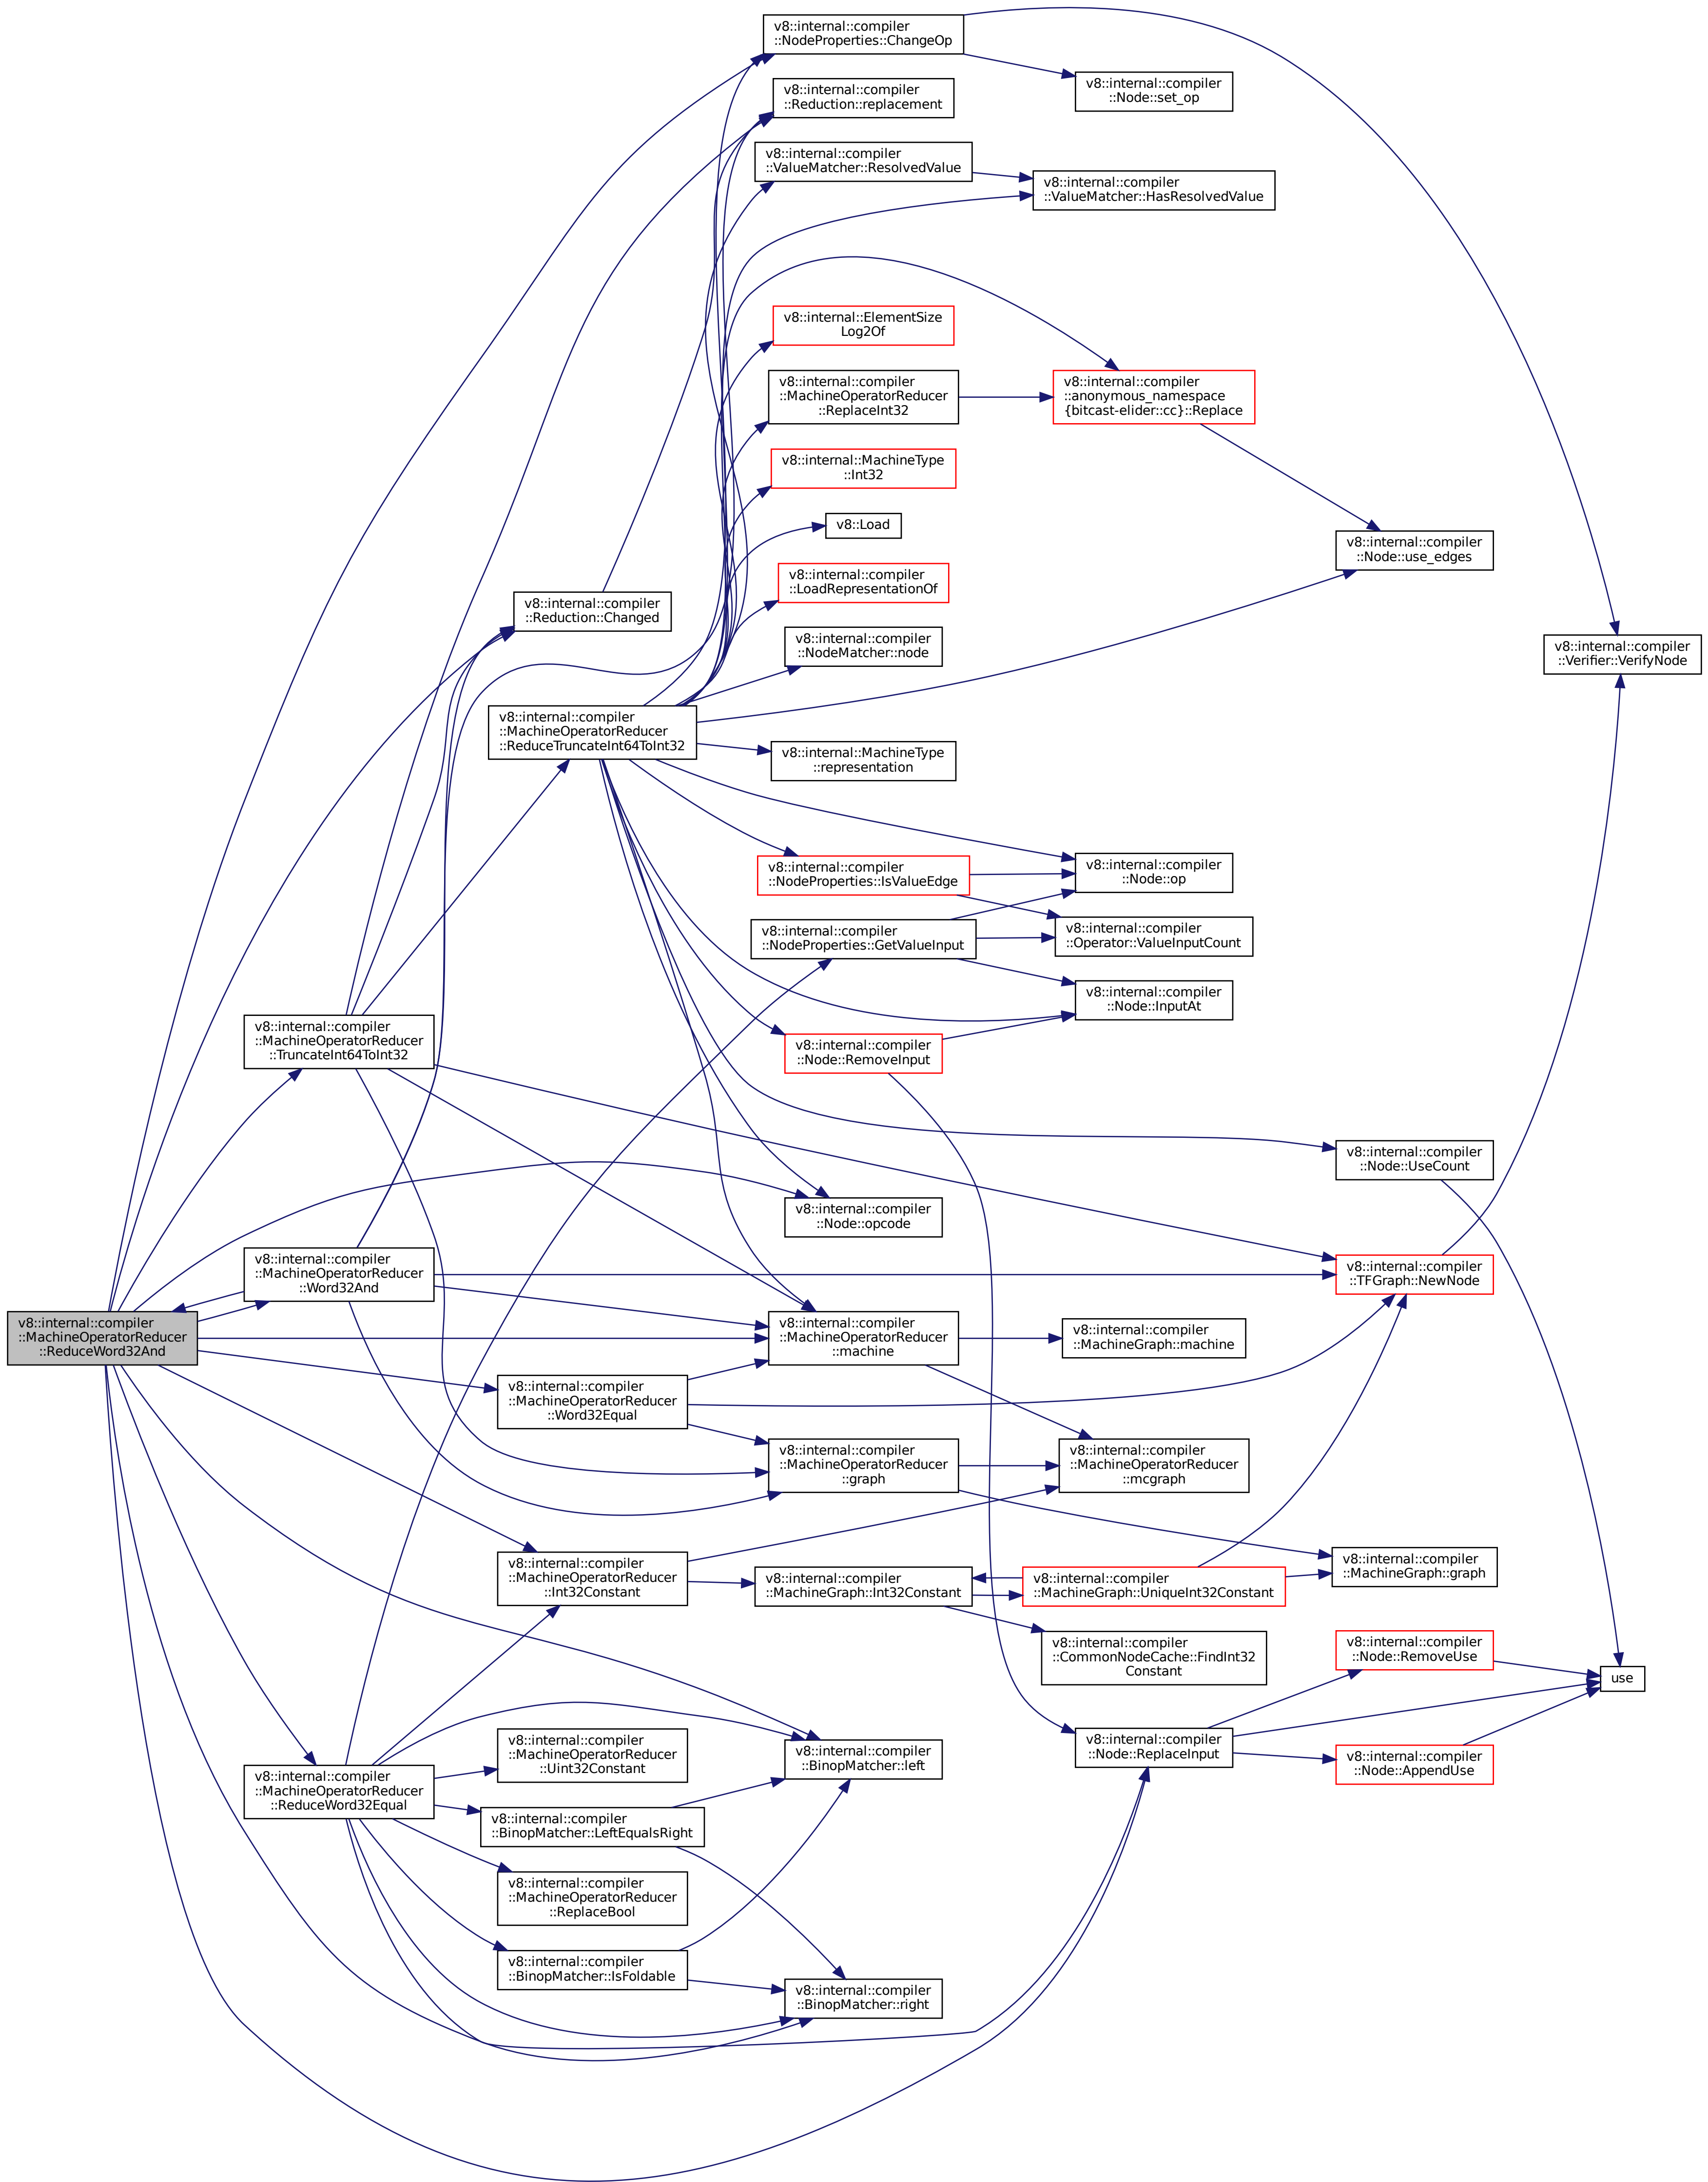 v8::internal::compiler
::NodeProperties::ChangeOp
v8::internal::compiler
::Node::set_op
v8::internal::compiler
::Reduction::replacement
v8::internal::compiler
::ValueMatcher::ResolvedValue
v8::internal::compiler
::ValueMatcher::HasResolvedValue
v8::internal::ElementSize
Log2Of
v8::internal::compiler
::MachineOperatorReducer
::ReplaceInt32
v8::internal::compiler
::anonymous_namespace
{bitcast-elider::cc}::Replace
v8::internal::MachineType
::Int32
v8::Load
v8::internal::compiler
::Node::use_edges
v8::internal::compiler
::LoadRepresentationOf
v8::internal::compiler
::Reduction::Changed
v8::internal::compiler
::NodeMatcher::node
v8::internal::compiler
::Verifier::VerifyNode
v8::internal::compiler
::MachineOperatorReducer
::ReduceTruncateInt64ToInt32
v8::internal::MachineType
::representation
v8::internal::compiler
::NodeProperties::IsValueEdge
v8::internal::compiler
::Node::op
v8::internal::compiler
::NodeProperties::GetValueInput
v8::internal::compiler
::Operator::ValueInputCount
v8::internal::compiler
::Node::InputAt
v8::internal::compiler
::MachineOperatorReducer
::TruncateInt64ToInt32
v8::internal::compiler
::Node::RemoveInput
v8::internal::compiler
::Node::UseCount
v8::internal::compiler
::Node::opcode
v8::internal::compiler
::MachineOperatorReducer
::Word32And
v8::internal::compiler
::TFGraph::NewNode
v8::internal::compiler
::MachineOperatorReducer
::ReduceWord32And
v8::internal::compiler
::MachineOperatorReducer
::machine
v8::internal::compiler
::MachineGraph::machine
v8::internal::compiler
::MachineOperatorReducer
::Word32Equal
v8::internal::compiler
::MachineOperatorReducer
::graph
v8::internal::compiler
::MachineOperatorReducer
::mcgraph
v8::internal::compiler
::MachineOperatorReducer
::Int32Constant
v8::internal::compiler
::MachineGraph::Int32Constant
v8::internal::compiler
::MachineGraph::UniqueInt32Constant
v8::internal::compiler
::MachineGraph::graph
v8::internal::compiler
::CommonNodeCache::FindInt32
Constant
v8::internal::compiler
::Node::RemoveUse
use
v8::internal::compiler
::MachineOperatorReducer
::Uint32Constant
v8::internal::compiler
::BinopMatcher::left
v8::internal::compiler
::Node::ReplaceInput
v8::internal::compiler
::Node::AppendUse
v8::internal::compiler
::MachineOperatorReducer
::ReduceWord32Equal
v8::internal::compiler
::BinopMatcher::LeftEqualsRight
v8::internal::compiler
::MachineOperatorReducer
::ReplaceBool
v8::internal::compiler
::BinopMatcher::IsFoldable
v8::internal::compiler
::BinopMatcher::right